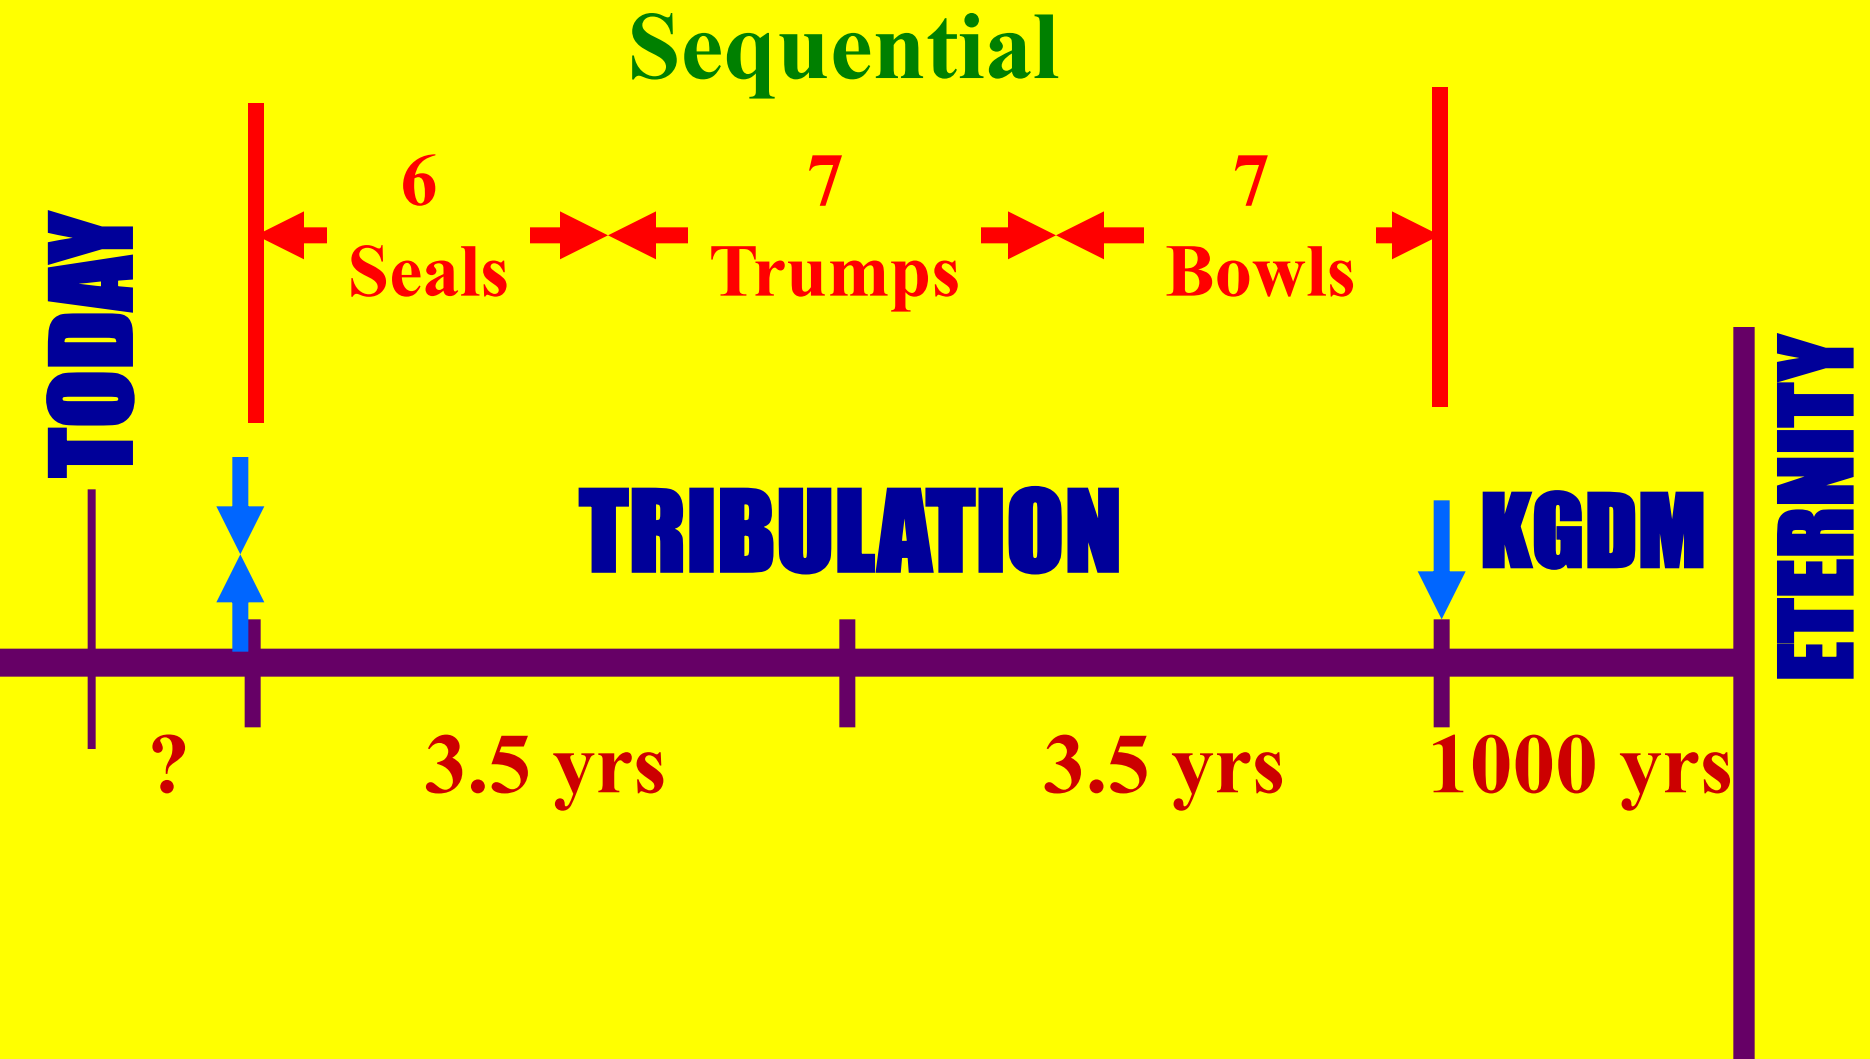 Sequential
6
Seals
7
Trumps
7
Bowls
TODAY
TRIBULATION
KGDM
ETERNITY
?
3.5 yrs
3.5 yrs
1000 yrs